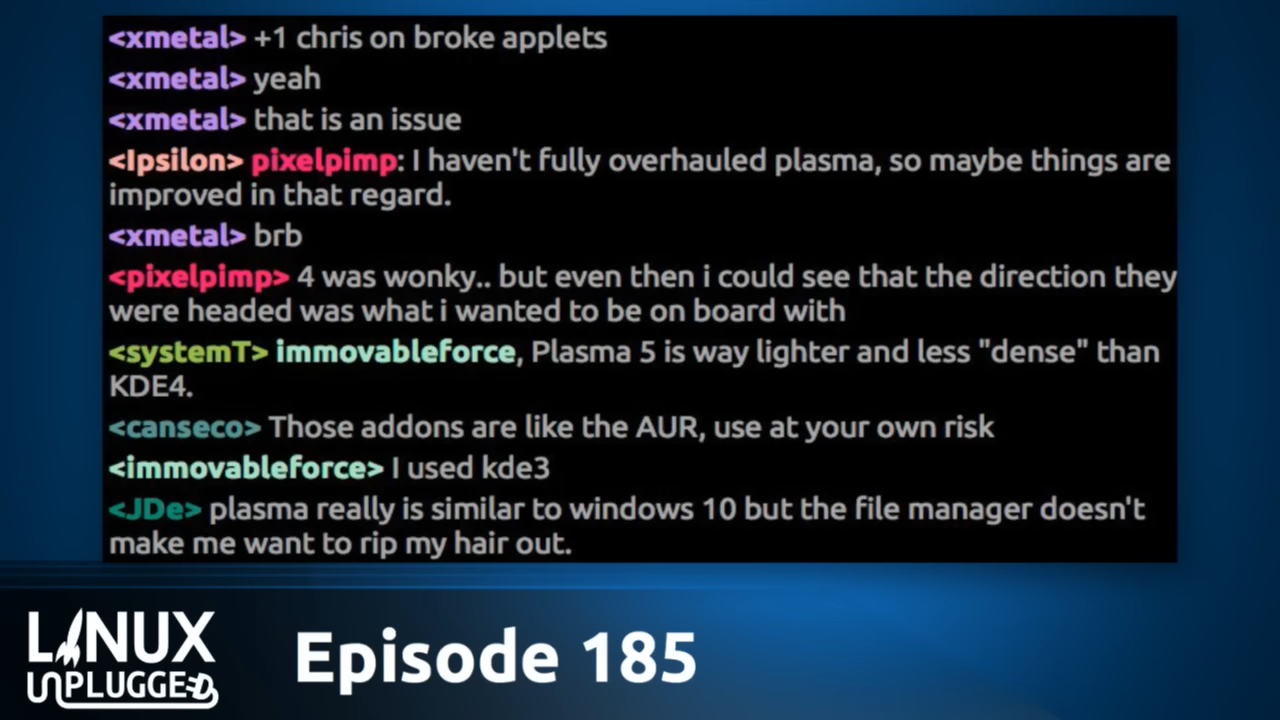 <xmetal> +1 chris on broke applets
<xmetal> yeah
<xmetal> that is an issue
<Ipsilon> pixelpimp: I haven't fully overhauled plasma, so maybe things are
improved in that regard.
<xmetal> brb
<pixelpimp> 4 was wonky.. but even then i could see that the direction they
were headed was what i wanted to be on board with
<systemT> immovableforce, Plasma 5 is way lighter and less "dense" than
KDE4.
<canseco> Those addons are like the AUR, use at your own risk
<immovableforce> I used kde3
<JDe> plasma really is similar to windows 10 but the file manager doesn't
make me want to rip my hair out.
LINUX
UNPLUGGED
Episode 185